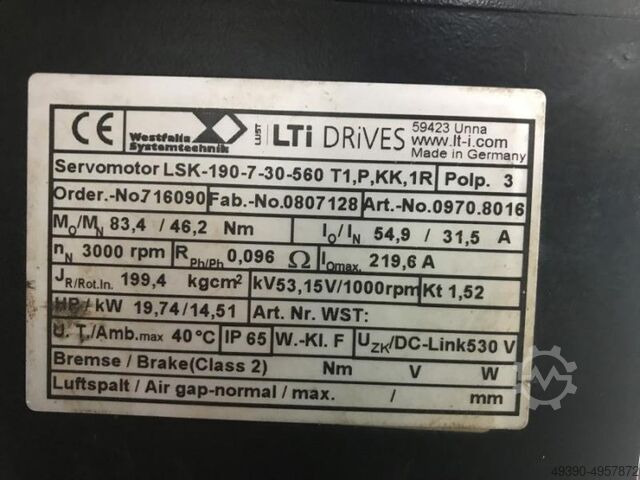 CE Westfalia Systemtechnik LUST LTi DRiVES 59423 Unna
www.lt-i.com
Made in Germany
Servomotor LSK-190-7-30-560 T1,P,KK,1R Polp. 3
Order.-No.716090 Fab.-No.0807128 Art.-No.0970.8016
M0/MN 83,4 / 46,2 Nm I0/IN 54,9 / 31,5 A
nN 3000 rpm RPh/Ph 0,096 Ω I0max. 219,6 A
JR/Rot.In. 199,4 kgcm² kV53,15V/1000rpm Kt 1,52
HP / kW 19,74/14,51 Art. Nr. WST:
U. T./Amb.max 40°C IP 65 W.-Kl. F UZK/DC-Link530 V
Bremse / Brake(Class 2) Nm V W
Luftspalt / Air gap-normal / max. / mm
49390-4957872